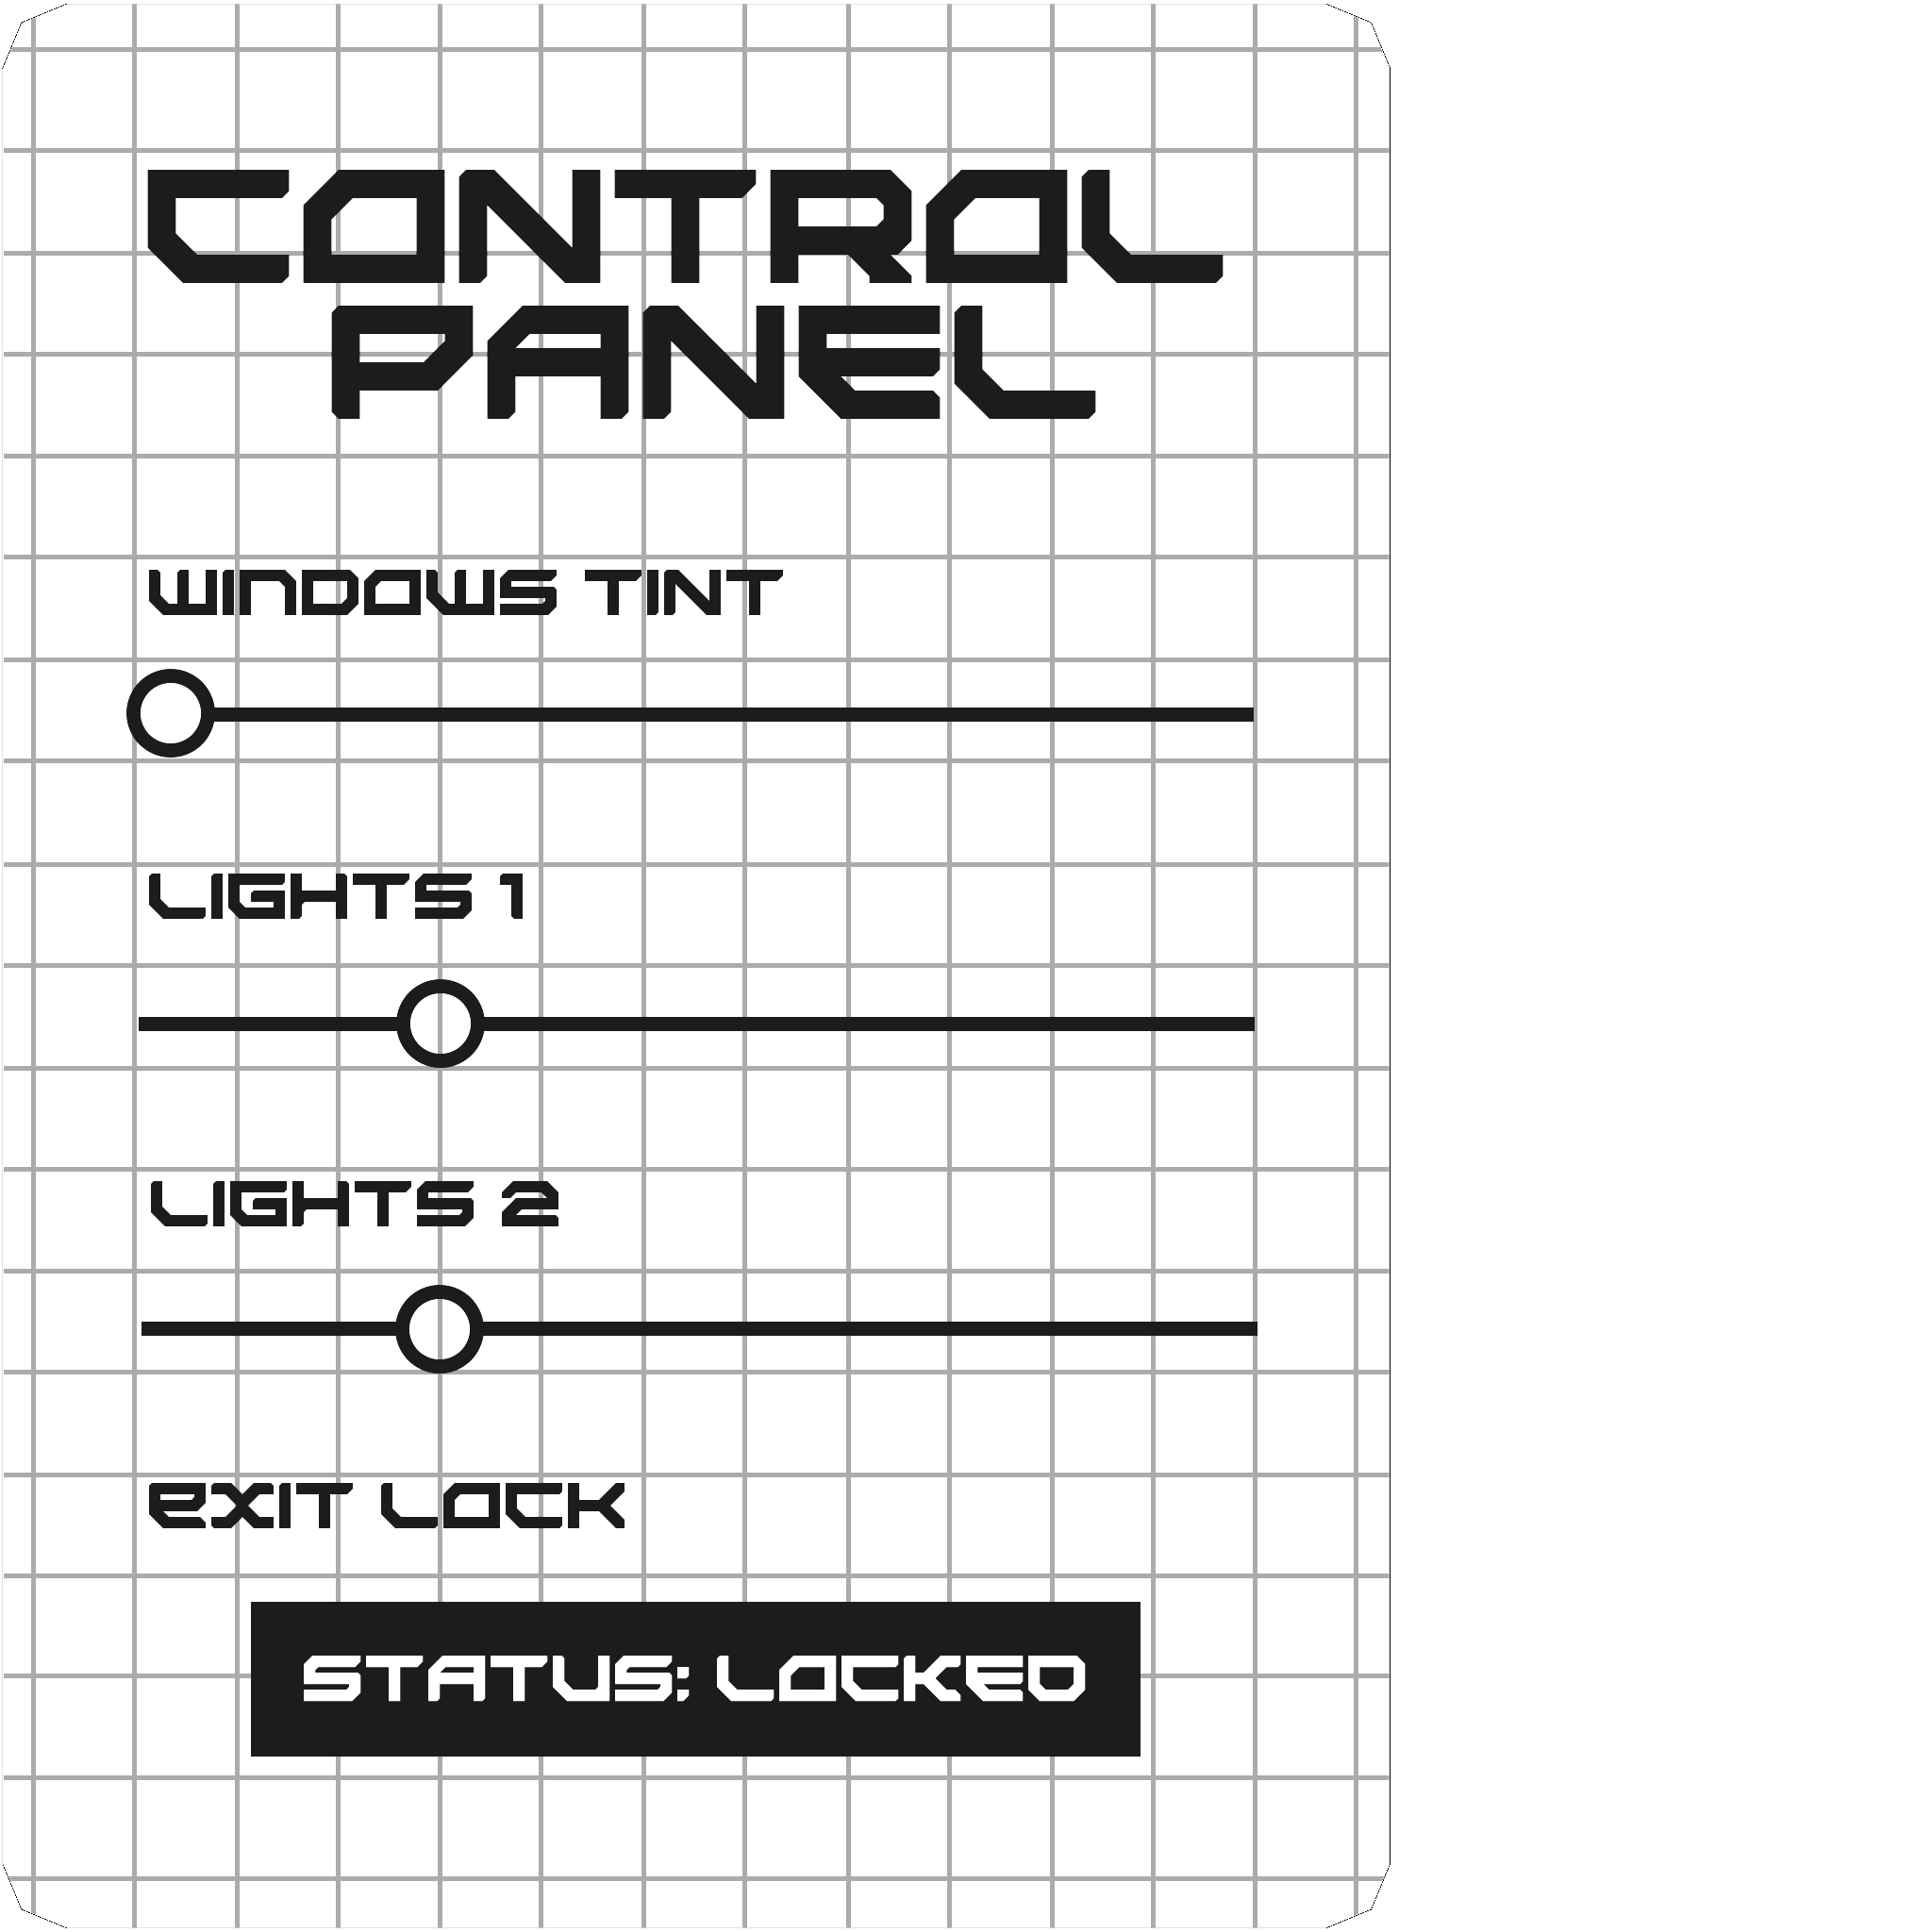 CONTROL
PANEL
WINDOWS TINT
LIGHTS 1
LIGHTS 2
EXIT LOCK
STATUS: LOCKED